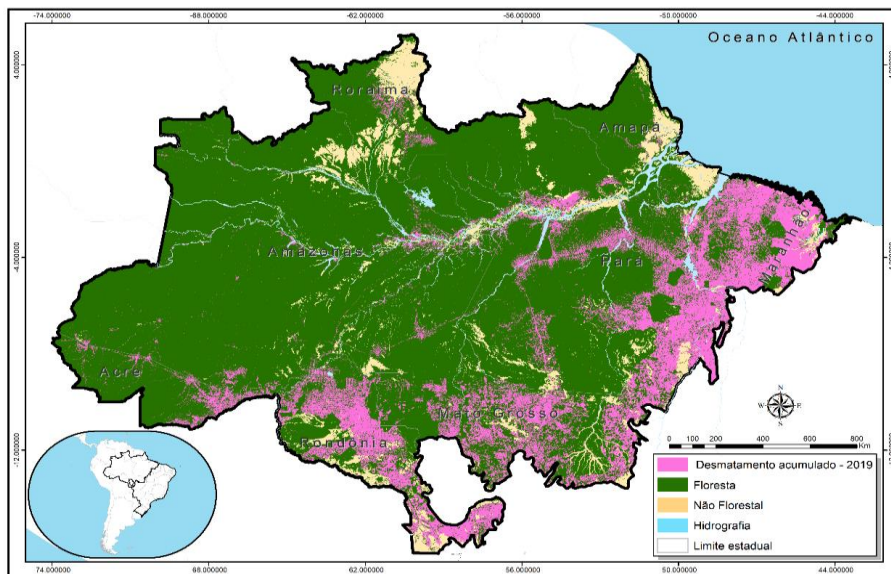 -74.000000 -68.000000 -62.000000 -56.000000 -50.000000 -44.000000
Oceano Atlântico
4.000000
Roraima
Amapá
Maranhão
Amazonas
Pará
-4.000000
Acre
Mato Grosso
Rondônia
-12.000000
N
W E
S
0 100 200 400 600 800
Km
Desmatamento acumulado - 2019
Floresta
Não Florestal
Hidrografia
Limite estadual
-74.000000 -68.000000 -62.000000 -56.000000 -50.000000 -44.000000